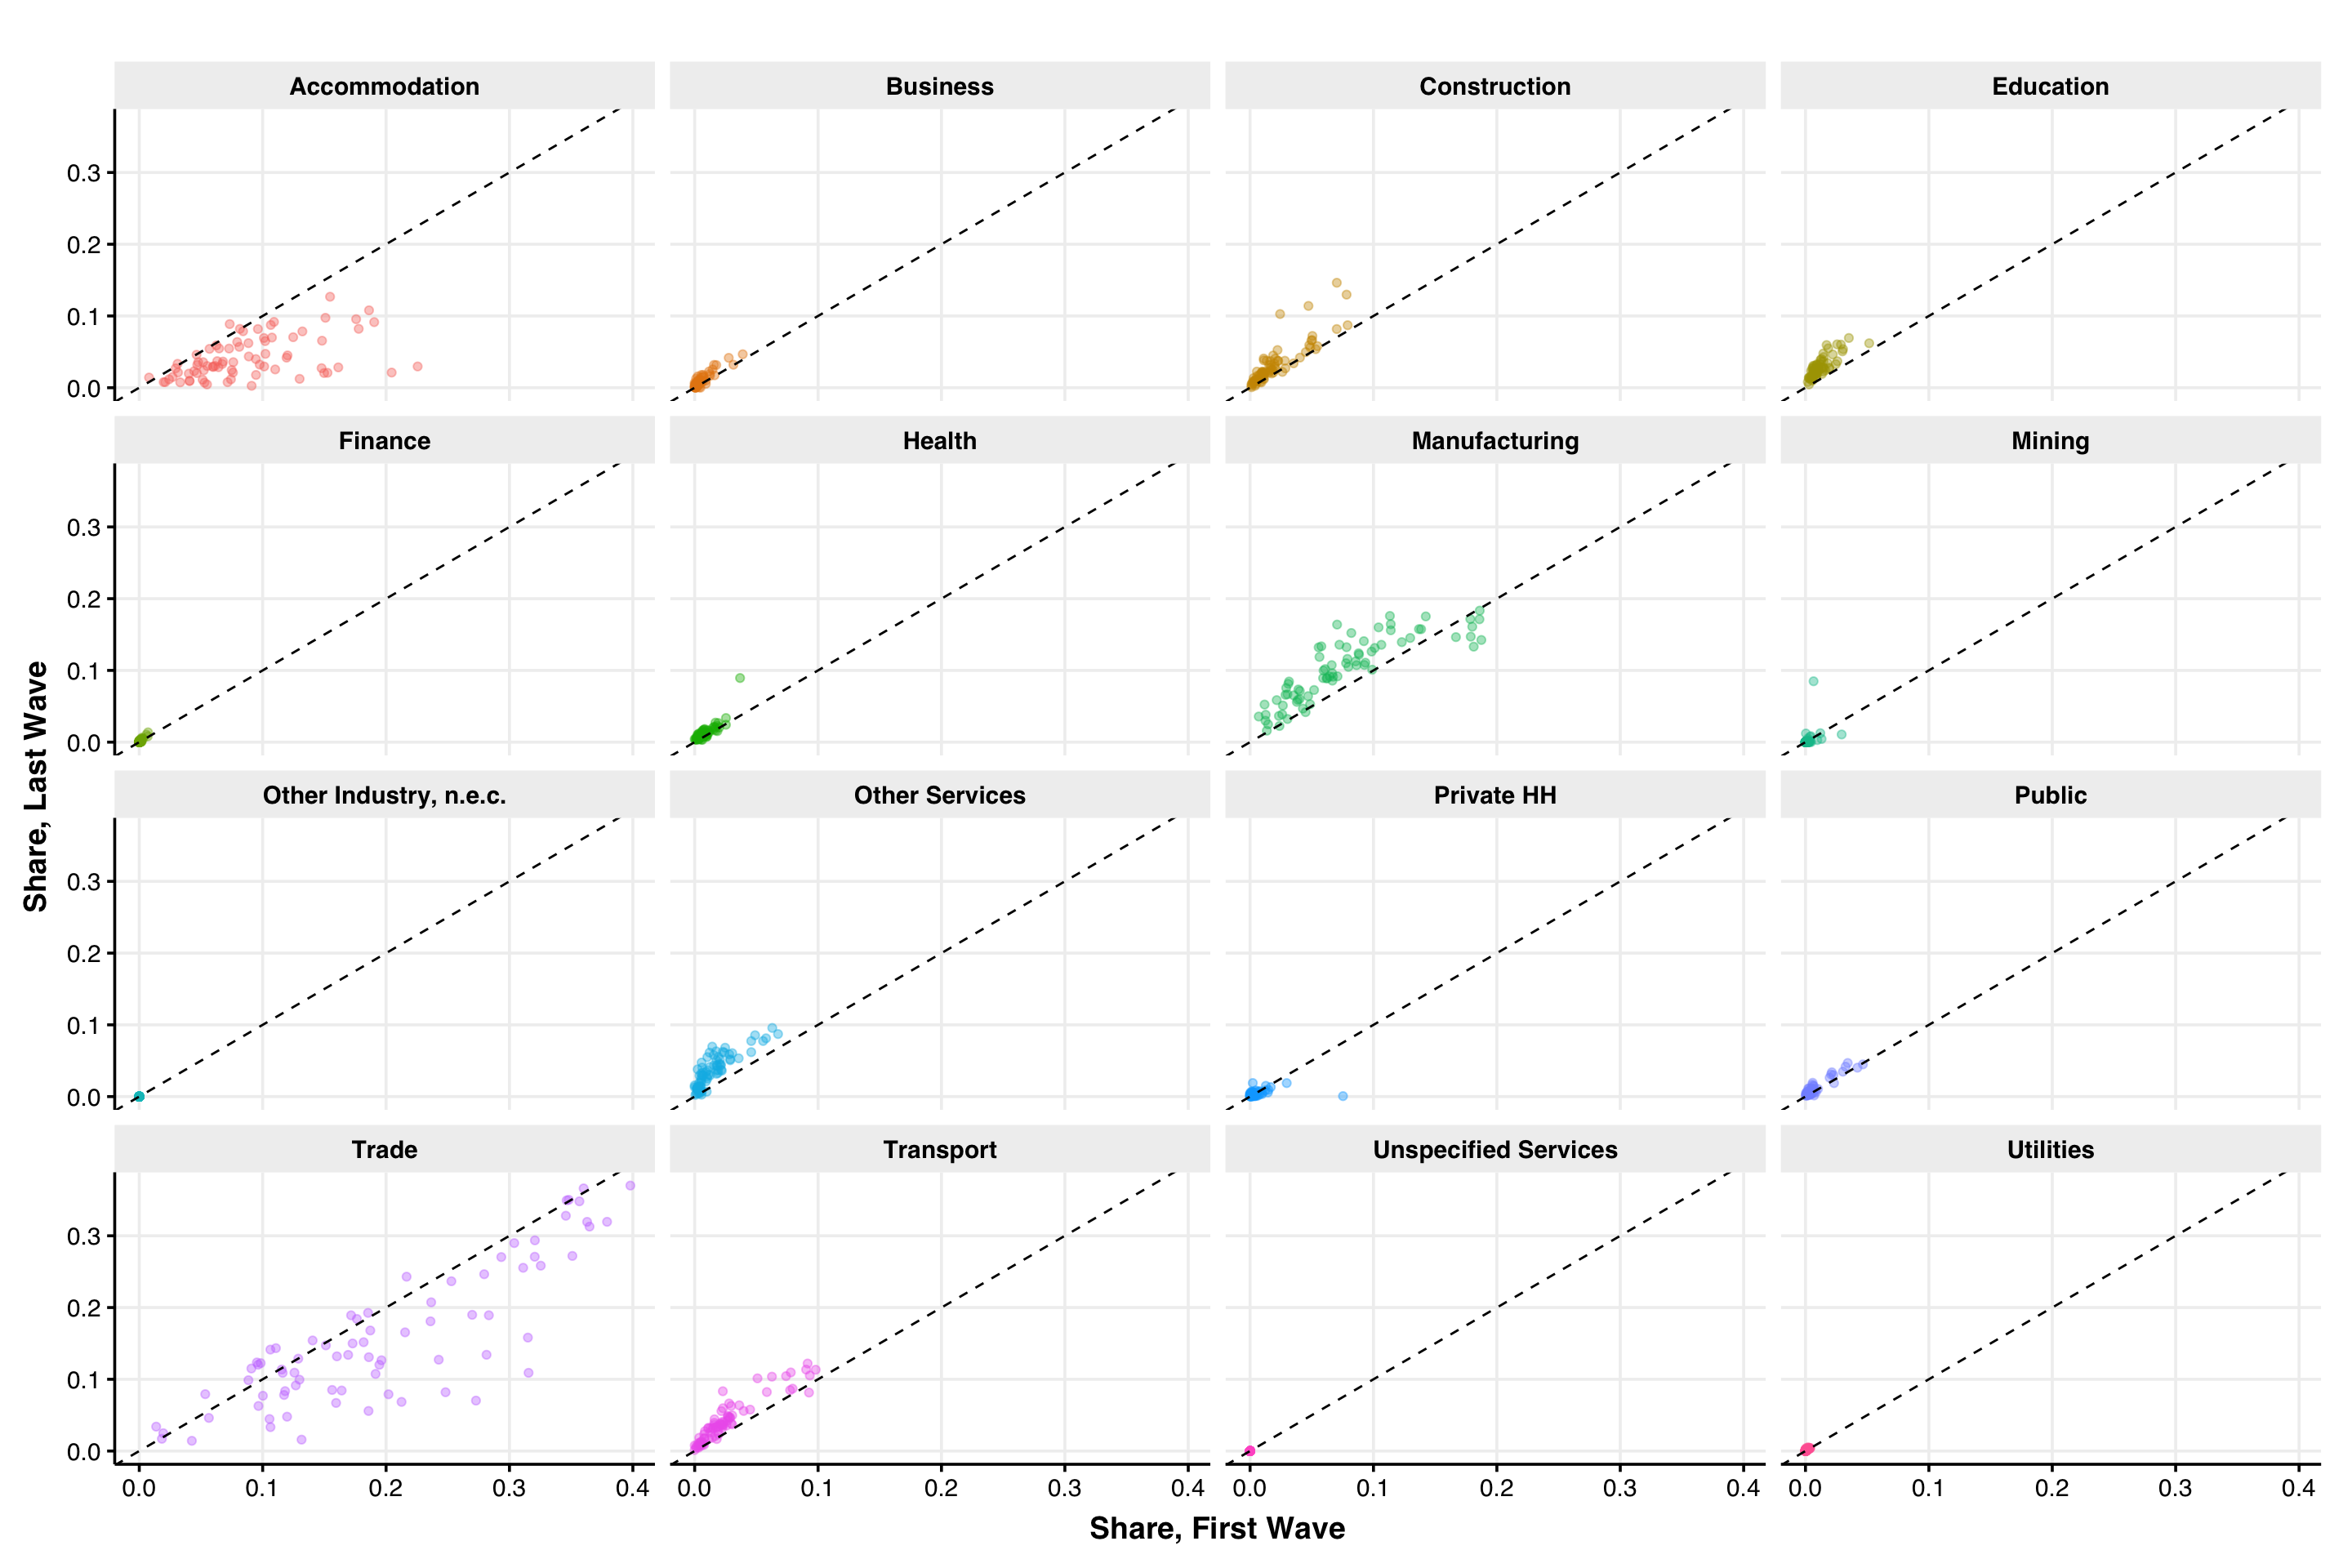 Accommodation
Business
Construction
Education
0.3
0.2
0.1
0.0
Finance
Health
Manufacturing
Mining
0.3
0.2
0.1
0.0
Share, Last Wave
Other Industry, n.e.c.
Other Services
Private HH
Public
0.3
0.2
0.1
0.0
Trade
Transport
Unspecified Services
Utilities
0.3
0.2
0.1
0.0
0.0 0.1 0.2 0.3 0.4 0.0 0.1 0.2 0.3 0.4 0.0 0.1 0.2 0.3 0.4 0.0 0.1 0.2 0.3 0.4
Share, First Wave